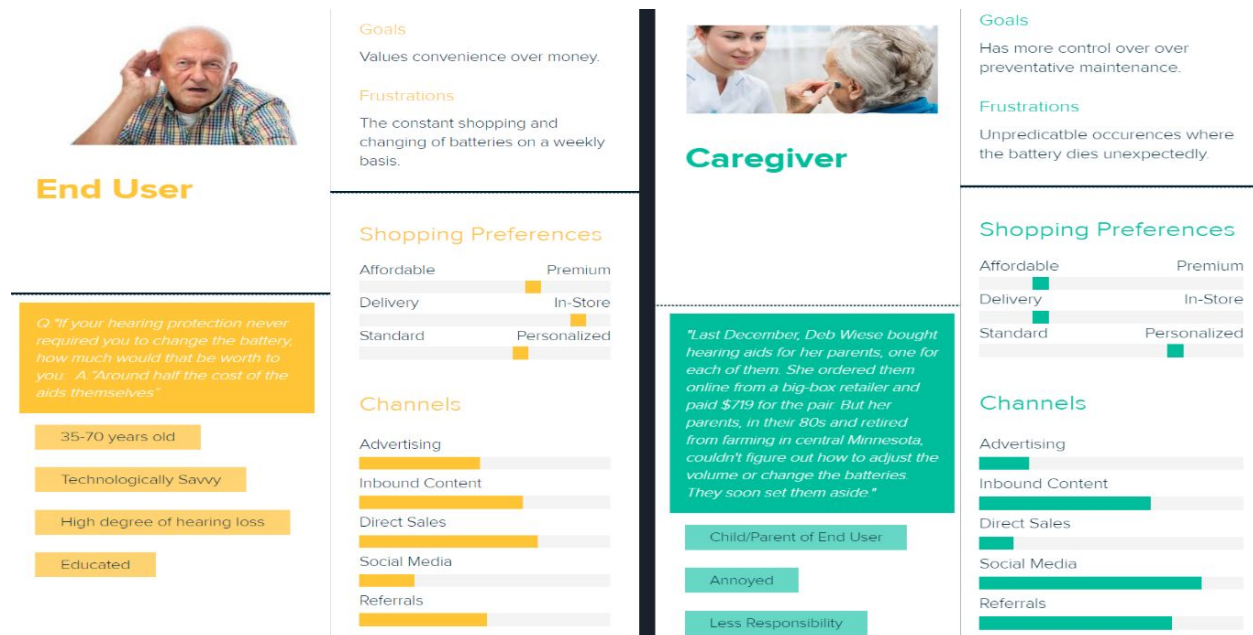 End User
Q."If your hearing protection never
required you to change the battery,
how much would that be worth to
you. A."Around half the cost of the
aids themselves"
35-70 years old
Technologically Savvy
High degree of hearing loss
Educated
Goals
Values convenience over money.
Frustrations
The constant shopping and
changing of batteries on a weekly
basis.
Shopping Preferences
Affordable Premium
Delivery In-Store
Standard Personalized
Channels
Advertising
Inbound Content
Direct Sales
Social Media
Referrals
Caregiver
"Last December, Deb Wiese bought
hearing aids for her parents, one for
each of them. She ordered them
online from a big-box retailer and
paid $719 for the pair. But her
parents, in their 80s and retired
from farming in central Minnesota,
couldn't figure out how to adjust the
volume or change the batteries.
They soon set them aside."
Child/Parent of End User
Annoyed
Less Responsibility
Goals
Has more control over over
preventative maintenance.
Frustrations
Unpredicatble occurences where
the battery dies unexpectedly.
Shopping Preferences
Affordable Premium
Delivery In-Store
Standard Personalized
Channels
Advertising
Inbound Content
Direct Sales
Social Media
Referrals